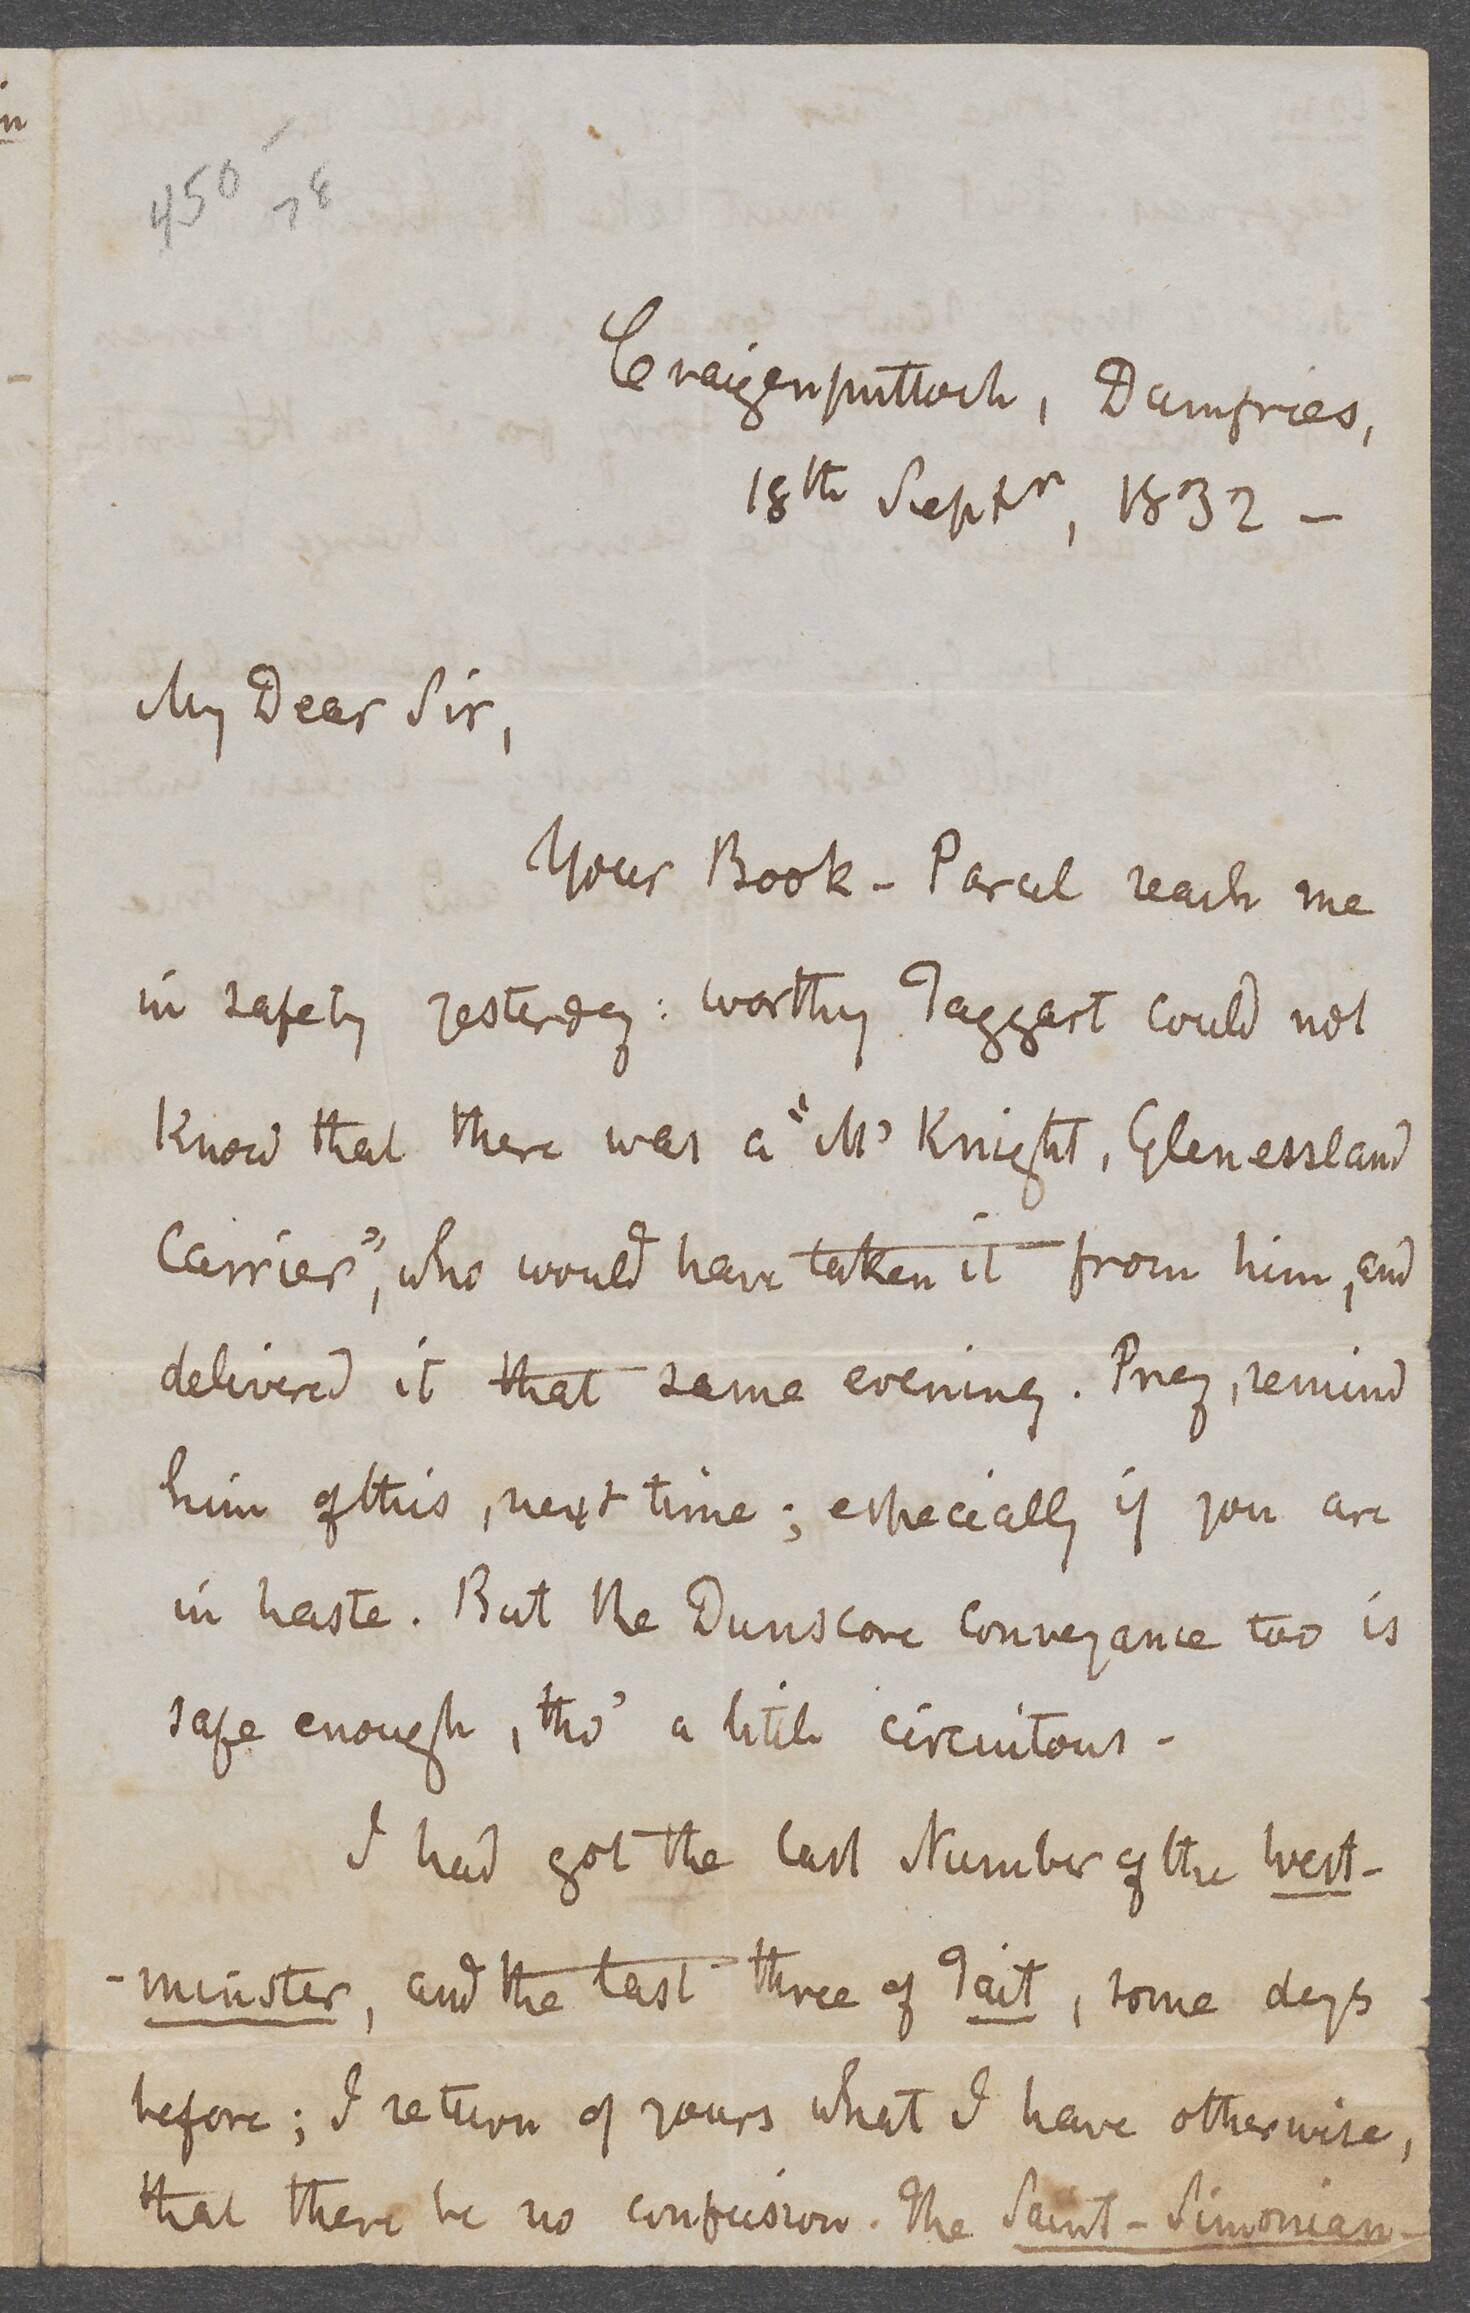 in
450 78
Craigenputtoch, Dumfries,
18th Septr, 1832 —
My Dear Sir,
Your Book-Parcel reach me
in safety yesterday: worthy Taggart could not
know that there was a "Mc Knight, Glenessland
Carrier", who would have taken it from him, and
delivered it that same evening. Pray, remind
him of this, next time; especially if you are
in haste. But the Dunscore conveyance too is
safe enough, tho' a little circuitous –
I had got the last Number of the West-
-minster, and the last three of Tait, some days
before; I return of yours what I have otherwise,
that there be no confusion. The Saint-Simonian-